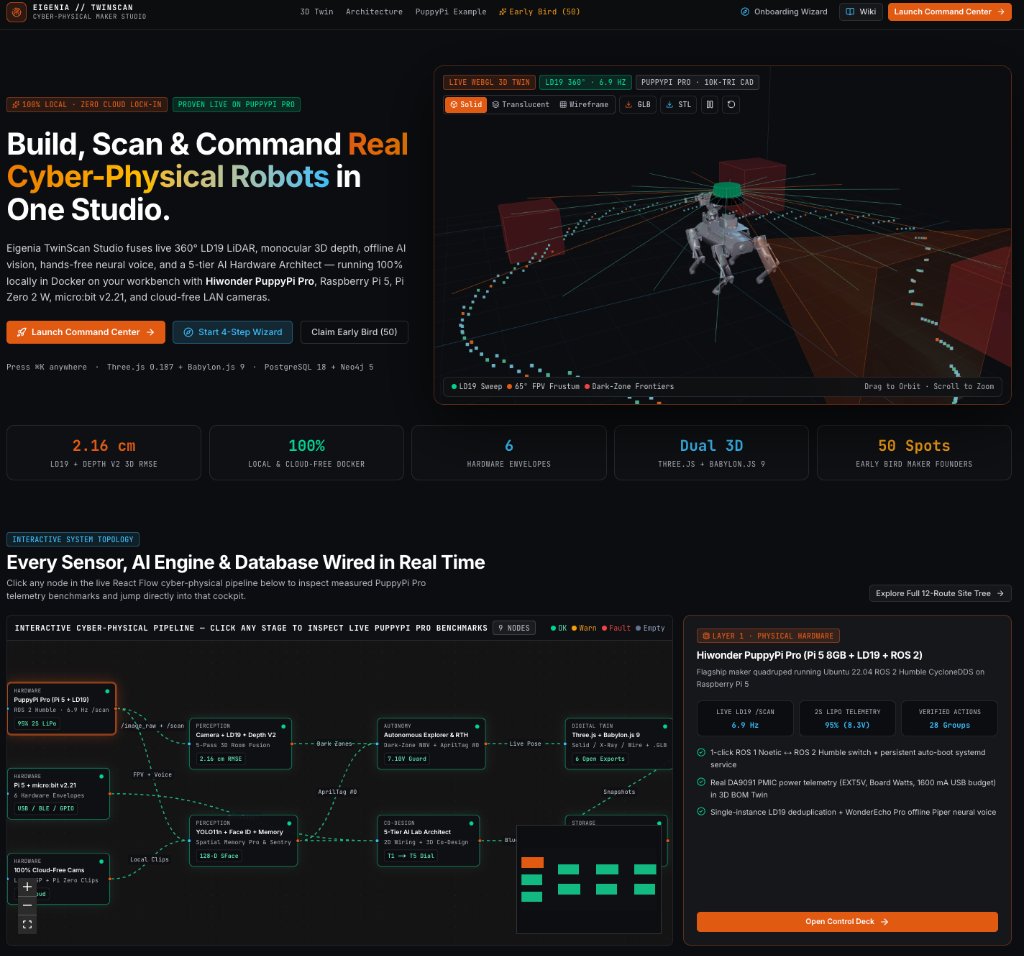 EIGENIA // TWINSCAN
CYBER-PHYSICAL MAKER STUDIO
3D Twin
Architecture
PuppyPi Example
Early Bird (50)
Onboarding Wizard
Wiki
Launch Command Center →
100% LOCAL · ZERO CLOUD LOCK-IN
PROVEN LIVE ON PUPPYPI PRO
Build, Scan & Command Real
Cyber-Physical Robots in
One Studio.
Eigenia TwinScan Studio fuses live 360° LD19 LiDAR, monocular 3D depth, offline AI
vision, hands-free neural voice, and a 5-tier AI Hardware Architect — running 100%
locally in Docker on your workbench with Hiwonder PuppyPi Pro, Raspberry Pi 5, Pi
Zero 2 W, micro:bit v2.21, and cloud-free LAN cameras.
Launch Command Center →
Start 4-Step Wizard
Claim Early Bird (50)
Press ⌘K anywhere · Three.js 0.187 + Babylon.js 9 · PostgreSQL 18 + Neo4j 5
LIVE WEBGL 3D TWIN
LD19 360° · 6.9 HZ
PUPPYPI PRO · 10K-TRI CAD
Solid
Translucent
Wireframe
GLB
STL
LD19 Sweep
65° FPV Frustum
Dark-Zone Frontiers
Drag to Orbit · Scroll to Zoom
2.16 cm
LD19 + DEPTH V2 3D RMSE
100%
LOCAL & CLOUD-FREE DOCKER
6
HARDWARE ENVELOPES
Dual 3D
THREE.JS + BABYLON.JS 9
50 Spots
EARLY BIRD MAKER FOUNDERS
INTERACTIVE SYSTEM TOPOLOGY
Every Sensor, AI Engine & Database Wired in Real Time
Click any node in the live React Flow cyber-physical pipeline below to inspect measured PuppyPi Pro
telemetry benchmarks and jump directly into that cockpit.
Explore Full 12-Route Site Tree →
INTERACTIVE CYBER-PHYSICAL PIPELINE — CLICK ANY STAGE TO INSPECT LIVE PUPPYPI PRO BENCHMARKS
9 NODES
OK
Warn
Fault
Empty
HARDWARE
PuppyPi Pro (Pi 5 + LD19)
ROS 2 Humble · 6.9 Hz /scan
95% 2S LiPo
/image_raw + /scan
FPV + Voice
HARDWARE
Pi 5 + micro:bit v2.21
6 Hardware Envelopes
USB / BLE / GPIO
Local Clips
HARDWARE
100% Cloud-Free Cams
+ Pi Zero Clips
PERCEPTION
Camera + LD19 + Depth V2
5-Pass 3D Room Fusion
2.16 cm RMSE
Dark Zones
AprilTag #0
PERCEPTION
YOLO11n + Face ID + Memory
Spatial Memory Pro & Sentry
128-D SFace
AUTONOMY
Autonomous Explorer & RTH
Dark-Zone NBV + AprilTag #0
7.10V Guard
Live Pose
CO-DESIGN
5-Tier AI Lab Architect
2D Wiring + 3D Co-Design
T1 → T5 Dial
DIGITAL TWIN
Three.js + Babylon.js 9
Solid / X-Ray / Wire + .GLB
6 Open Exports
Snapshots
STORAGE
LAYER 1 · PHYSICAL HARDWARE
Hiwonder PuppyPi Pro (Pi 5 8GB + LD19 + ROS 2)
Flagship maker quadruped running Ubuntu 22.04 ROS 2 Humble CycloneDDS on
Raspberry Pi 5
LIVE LD19 /SCAN
6.9 Hz
2S LIPO TELEMETRY
95% (8.3V)
VERIFIED ACTIONS
28 Groups
1-click ROS 1 Noetic ↔ ROS 2 Humble switch + persistent auto-boot systemd
service
Real DA9091 PMIC power telemetry (EXT5V, Board Watts, 1600 mA USB budget)
in 3D BOM Twin
Single-instance LD19 deduplication + WonderEcho Pro offline Piper neural voice
Open Control Deck →